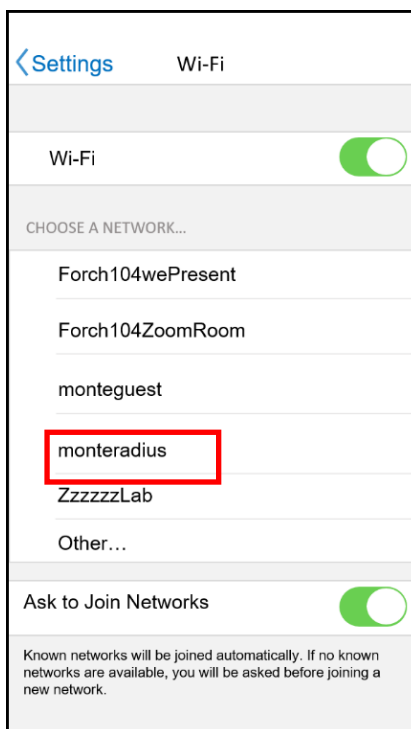 Settings Wi-Fi
Wi-Fi
CHOOSE A NETWORK...
Forch104wePresent
Forch104ZoomRoom
monteguest
monteradius
ZzzzzzLab
Other...
Ask to Join Networks
Known networks will be joined automatically. If no known
networks are available, you will be asked before joining a
new network.